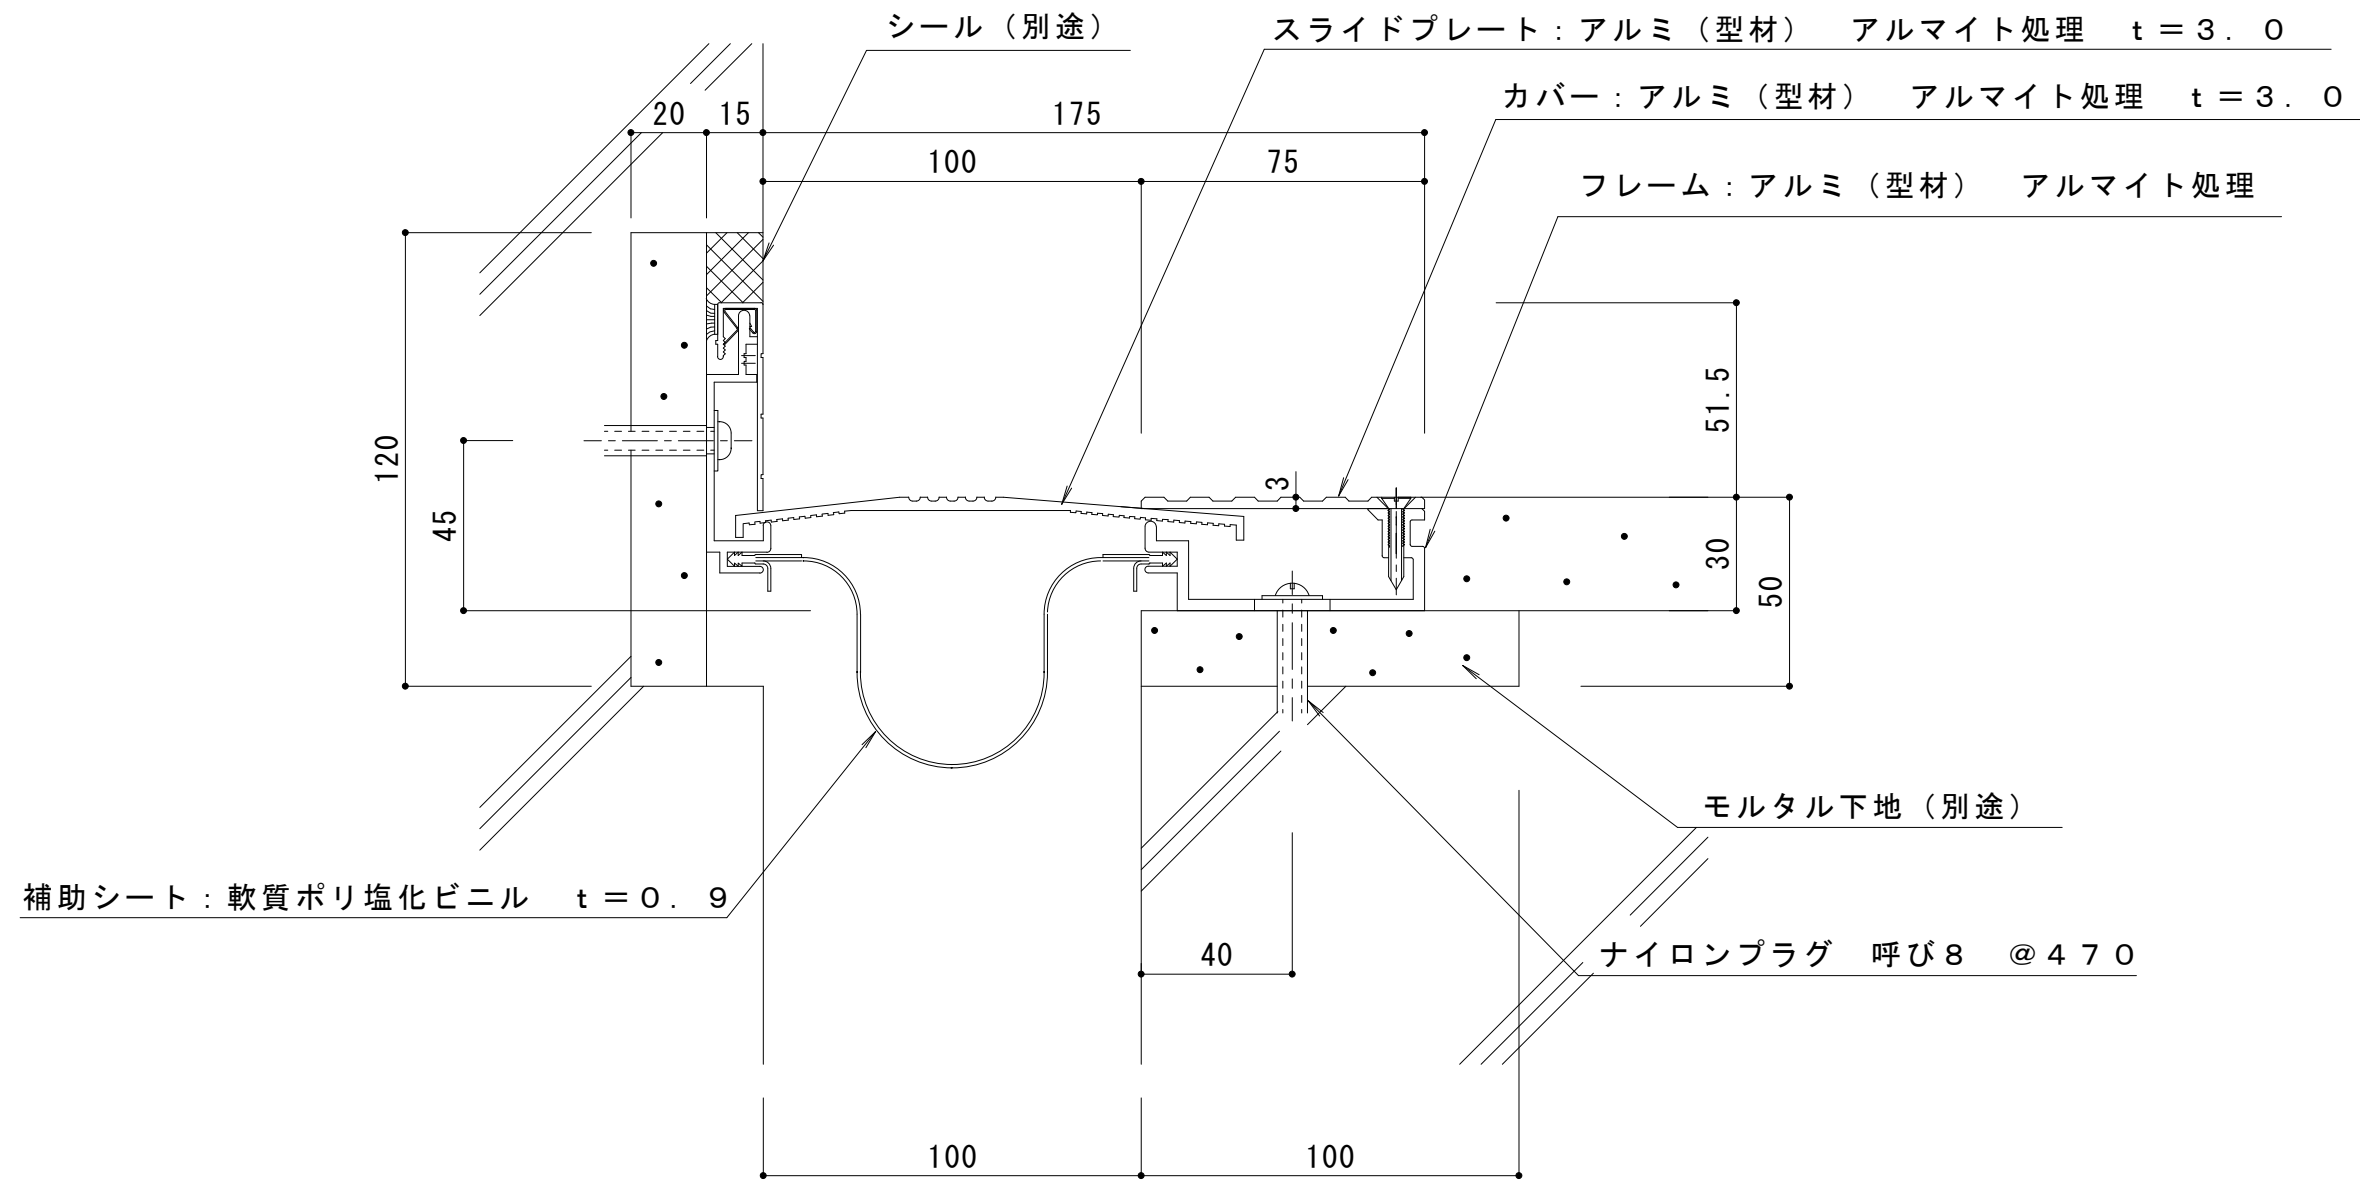 シール（別途）
スライドプレート：アルミ（型材）　アルマイト処理　ｔ＝３．０
カバー：アルミ（型材）　アルマイト処理　ｔ＝３．０
20
15
175
100
75
フレーム：アルミ（型材）　アルマイト処理
51.5
120
45
3
30
50
モルタル下地（別途）
補助シート：軟質ポリ塩化ビニル　ｔ＝０．９
40
ナイロンプラグ　呼び８　＠４７０
100
100